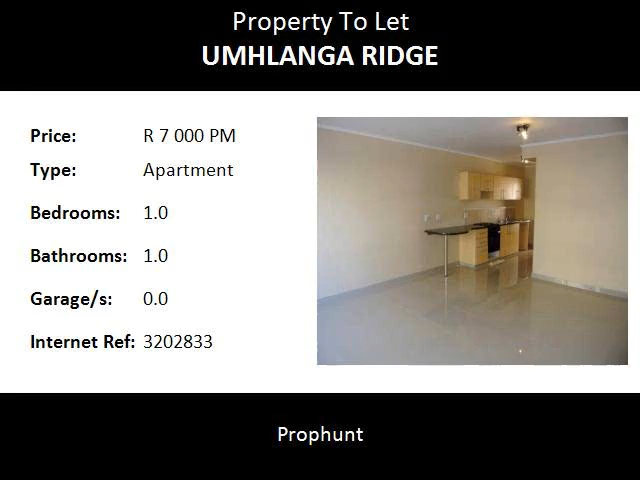 Property To Let
UMHLANGA RIDGE
Price: R 7 000 PM
Type: Apartment
Bedrooms: 1.0
Bathrooms: 1.0
Garage/s: 0.0
Internet Ref: 3202833
Prophunt